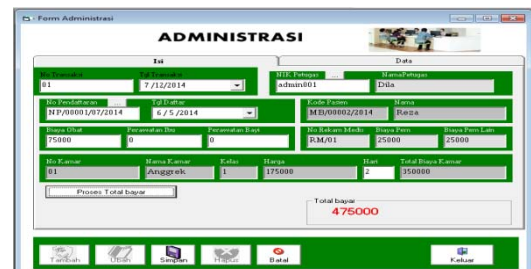 Form Administrasi
ADMINISTRASI
Isi Data
No Transaksi Tgl Transaksi NIK Petugas ... NamaPetugas
01 7 /12/2014 admin001 Dila
No Pendaftaran ... Tgl Daftar Kode Pasien Nama
NP/00001/07/2014 6 / 5 /2014 MB/00002/2014 Reza
Biaya Obat Perawatan Ibu Perawatan Bayi No Rekam Medis Biaya Pem Biaya Pem Lain
75000 0 0 RM/01 25000 25000
No Kamar Nama Kamar Kelas Harga Hari Total Biaya Kamar
01 Anggrek 1 175000 2 350000
Proses Total bayar
Total bayar
475000
Tambah Ubah Simpan Hapus Batal Keluar